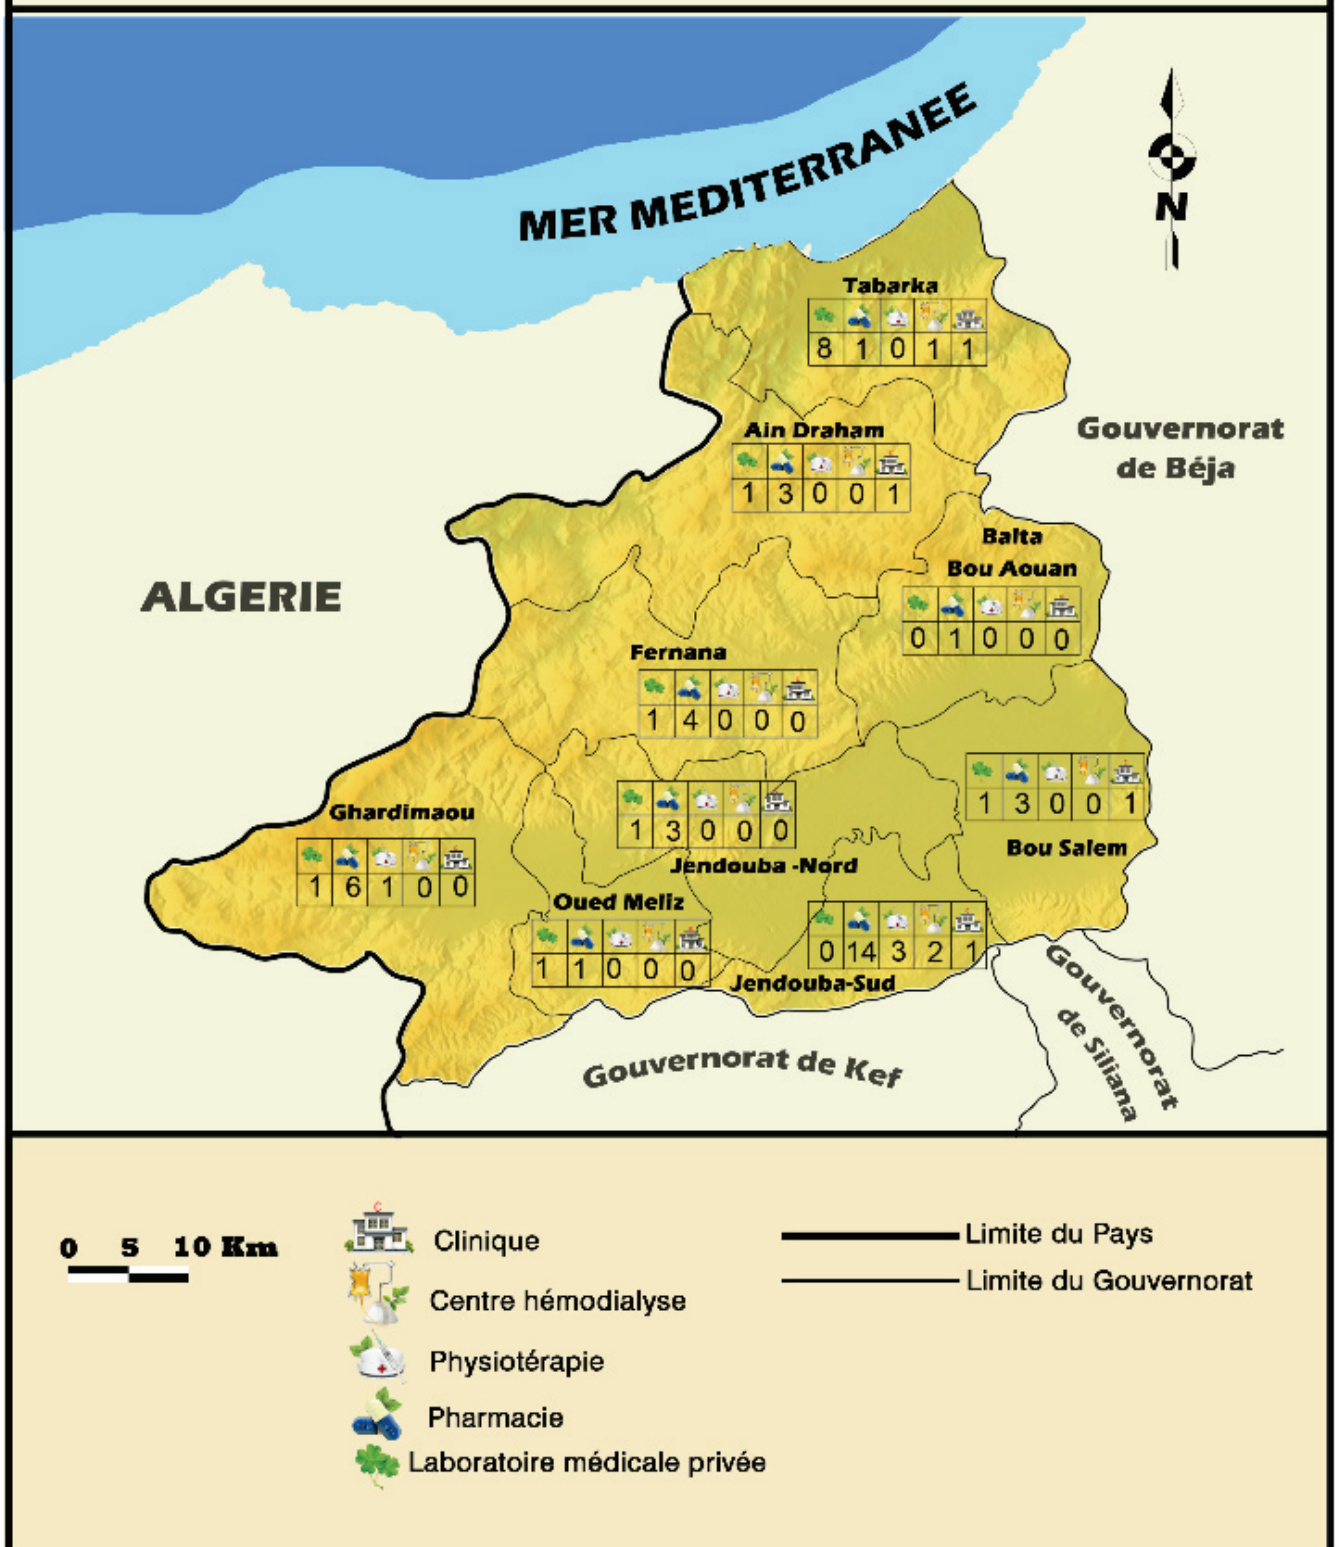 MER MEDITERRANEE
N
Tabarka
8 1 0 1 1
Ain Draham
1 3 0 0 1
Gouvernorat
de Béja
Balta
Bou Aouan
0 1 0 0 0
ALGERIE
Fernana
1 4 0 0 0
1 3 0 0 1
Bou Salem
Ghardimaou
1 6 1 0 0
1 3 0 0 0
Jendouba -Nord
Oued Meliz
1 1 0 0 0
0 14 3 2 1
Jendouba-Sud
Gouvernorat de Kef
Gouvernorat
de Siliana
0 5 10 Km
C
Clinique
Centre hémodialyse
Physiotérapie
Pharmacie
Laboratoire médicale privée
Limite du Pays
Limite du Gouvernorat